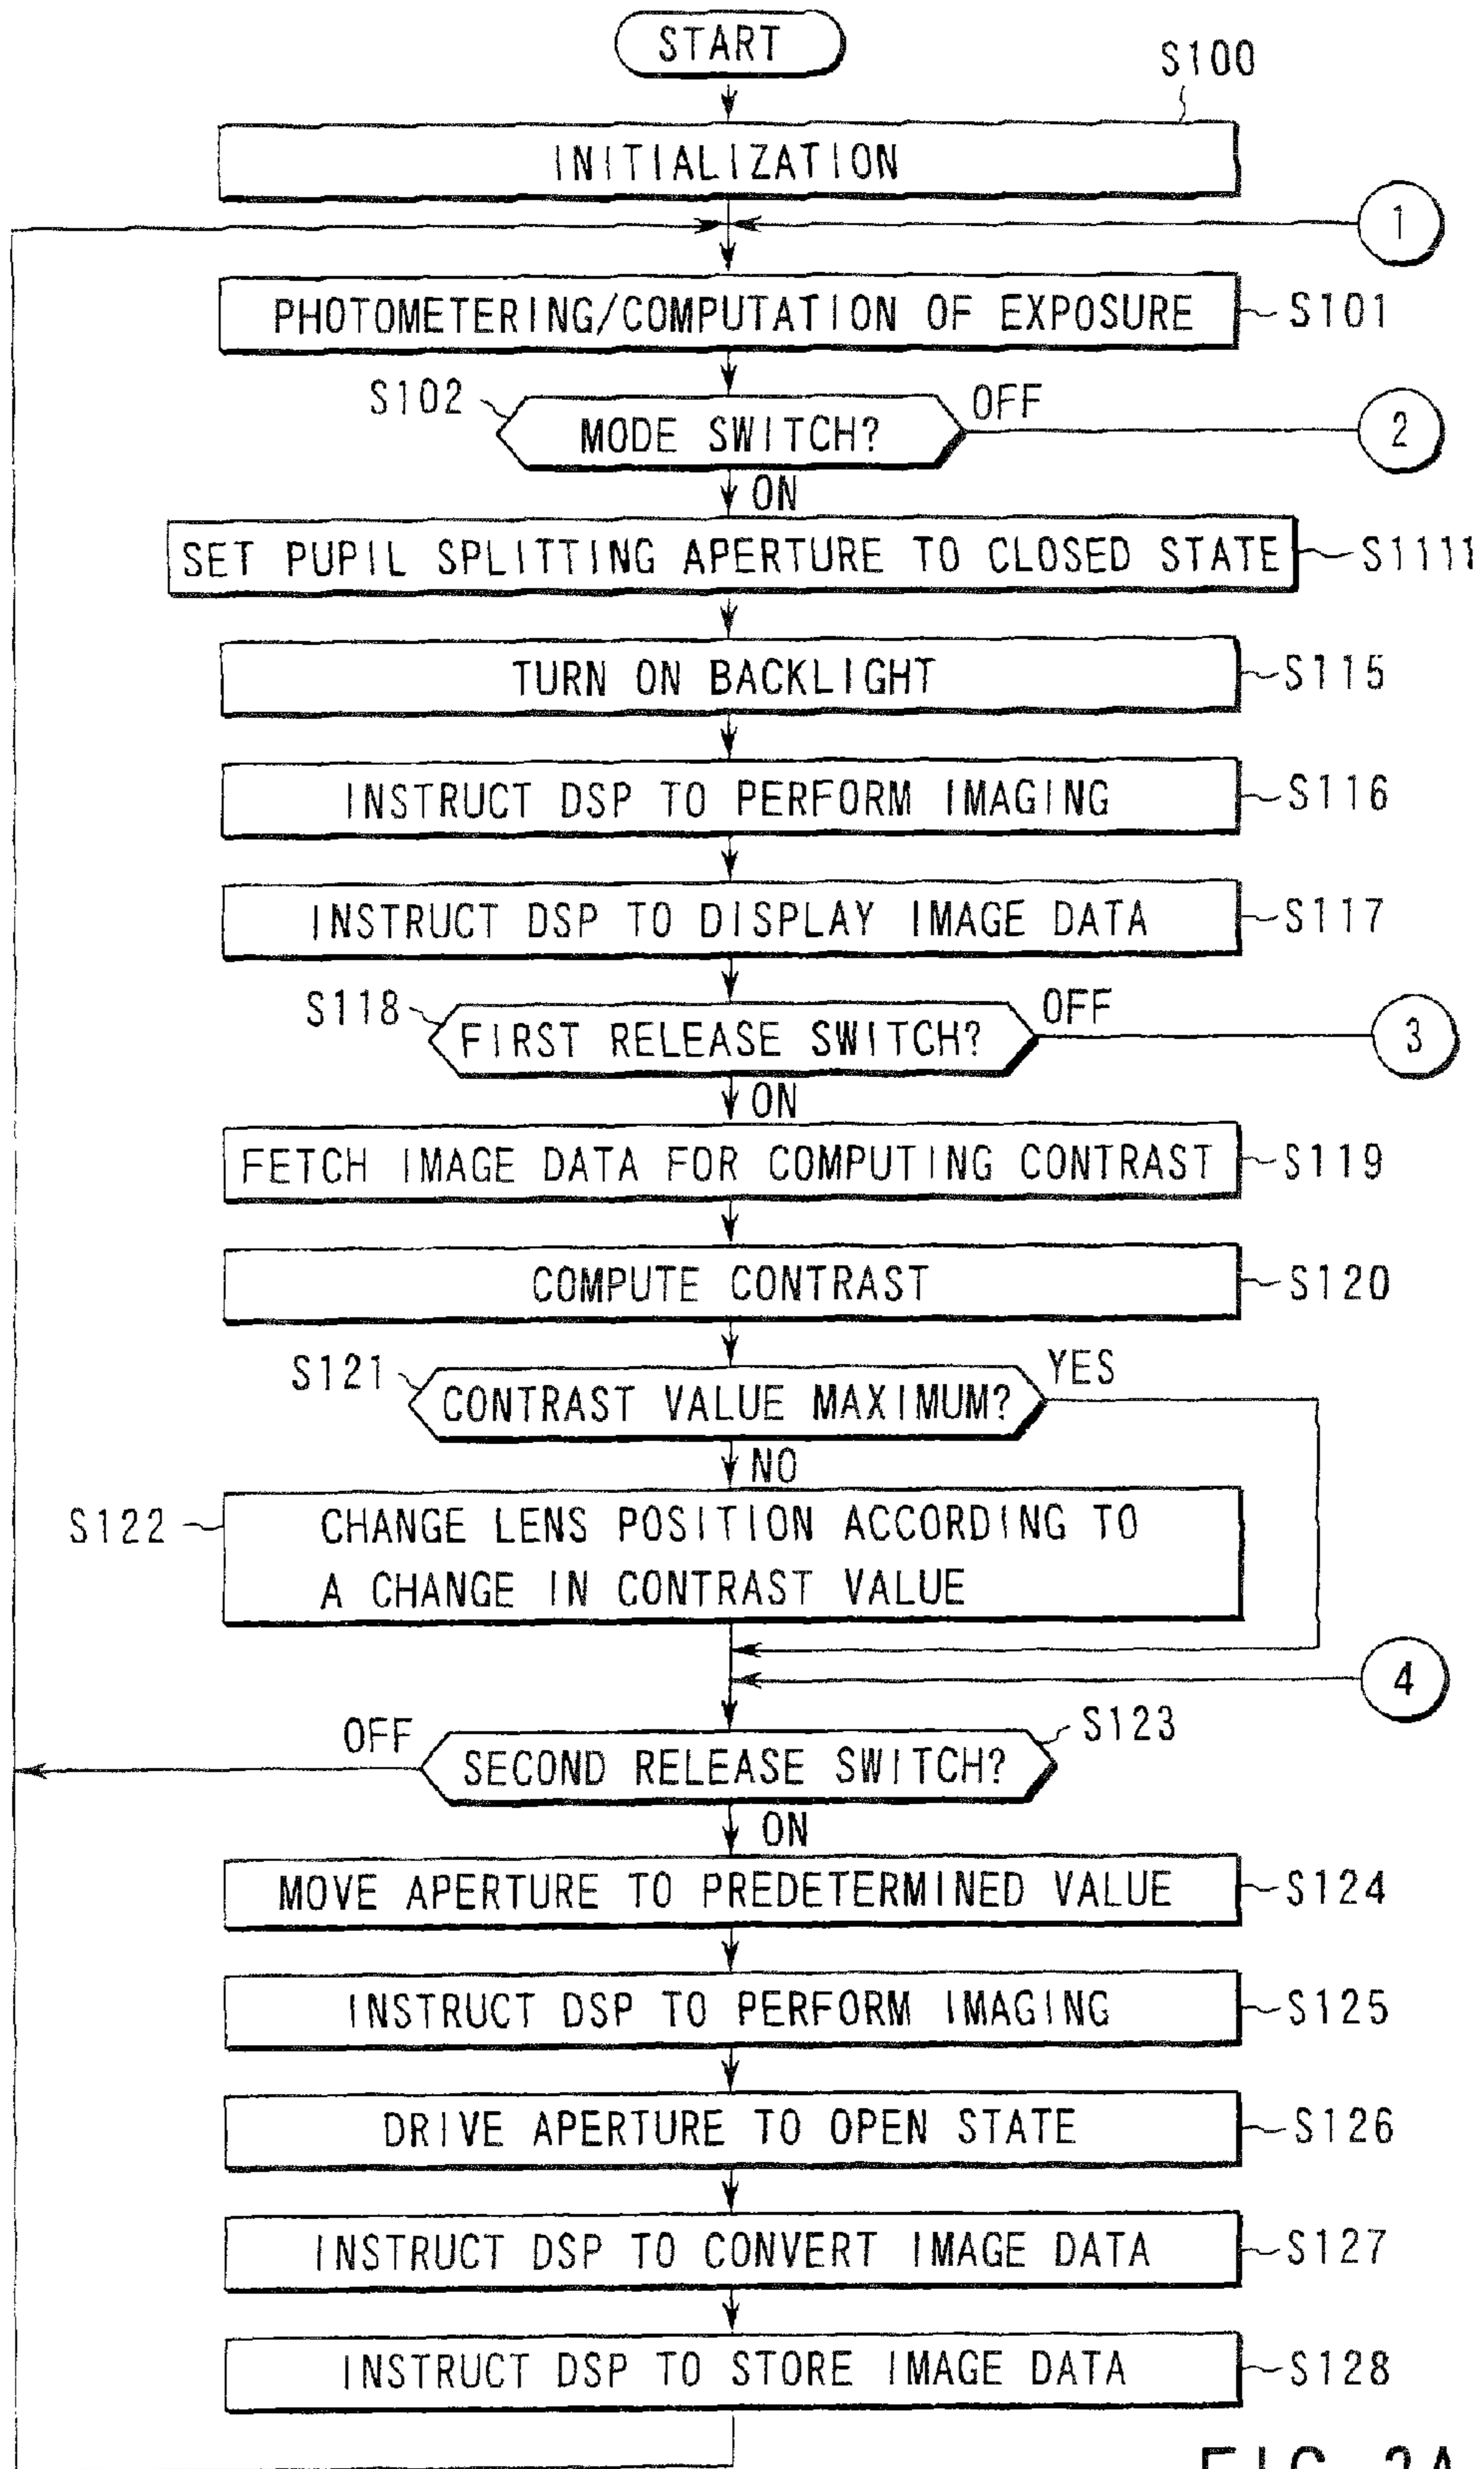 START
S100
INITIALIZATION
1
PHOTOMETERING/COMPUTATION OF EXPOSURE
S101
S102
MODE SWITCH?
OFF
2
ON
SET PUPIL SPLITTING APERTURE TO CLOSED STATE
S1111
TURN ON BACKLIGHT
S115
INSTRUCT DSP TO PERFORM IMAGING
S116
INSTRUCT DSP TO DISPLAY IMAGE DATA
S117
S118
FIRST RELEASE SWITCH?
OFF
3
ON
FETCH IMAGE DATA FOR COMPUTING CONTRAST
S119
COMPUTE CONTRAST
S120
S121
CONTRAST VALUE MAXIMUM?
YES
NO
S122
CHANGE LENS POSITION ACCORDING TO
A CHANGE IN CONTRAST VALUE
4
OFF
SECOND RELEASE SWITCH?
S123
ON
MOVE APERTURE TO PREDETERMINED VALUE
S124
INSTRUCT DSP TO PERFORM IMAGING
S125
DRIVE APERTURE TO OPEN STATE
S126
INSTRUCT DSP TO CONVERT IMAGE DATA
S127
INSTRUCT DSP TO STORE IMAGE DATA
S128